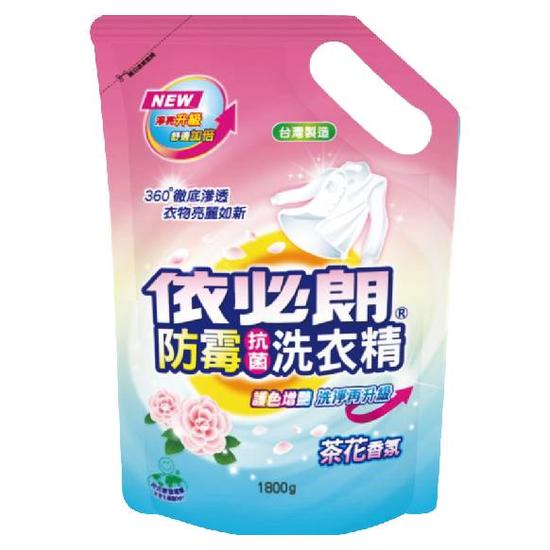 NEW
淨亮升級
舒適加倍
台灣製造
360°徹底滲透
衣物亮麗如新
依必朗®
防霉抗菌洗衣精
護色增豔 洗淨再升級
茶花香氛
1800g